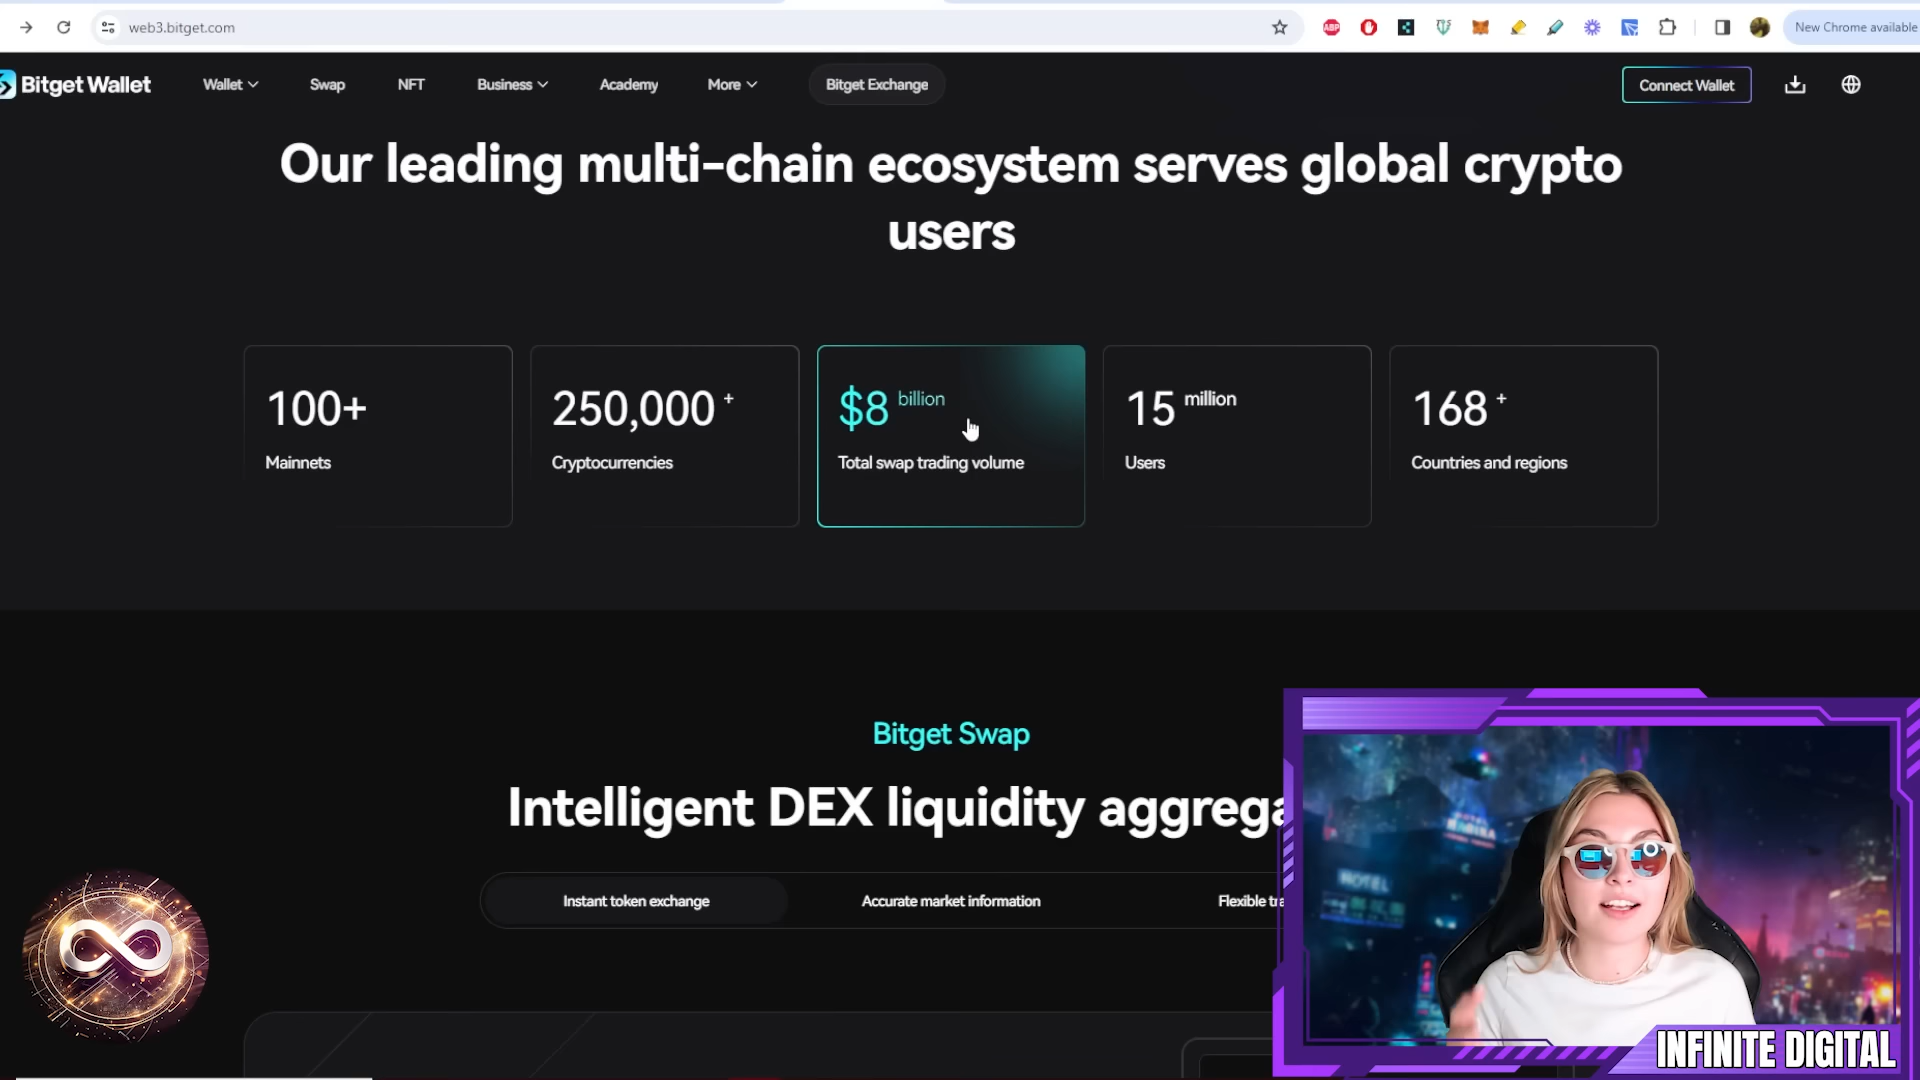 web3.bitget.com
ABP
New Chrome available
Bitget Wallet
Wallet
Swap
NFT
Business
Academy
More
Bitget Exchange
Connect Wallet
Our leading multi-chain ecosystem serves global crypto
users
100+
Mainnets
250,000 +
Cryptocurrencies
$8 billion
Total swap trading volume
15 million
Users
168 +
Countries and regions
Bitget Swap
Intelligent DEX liquidity aggrega
Instant token exchange
Accurate market information
Flexible tra
HOTEL
INFINITE DIGITAL